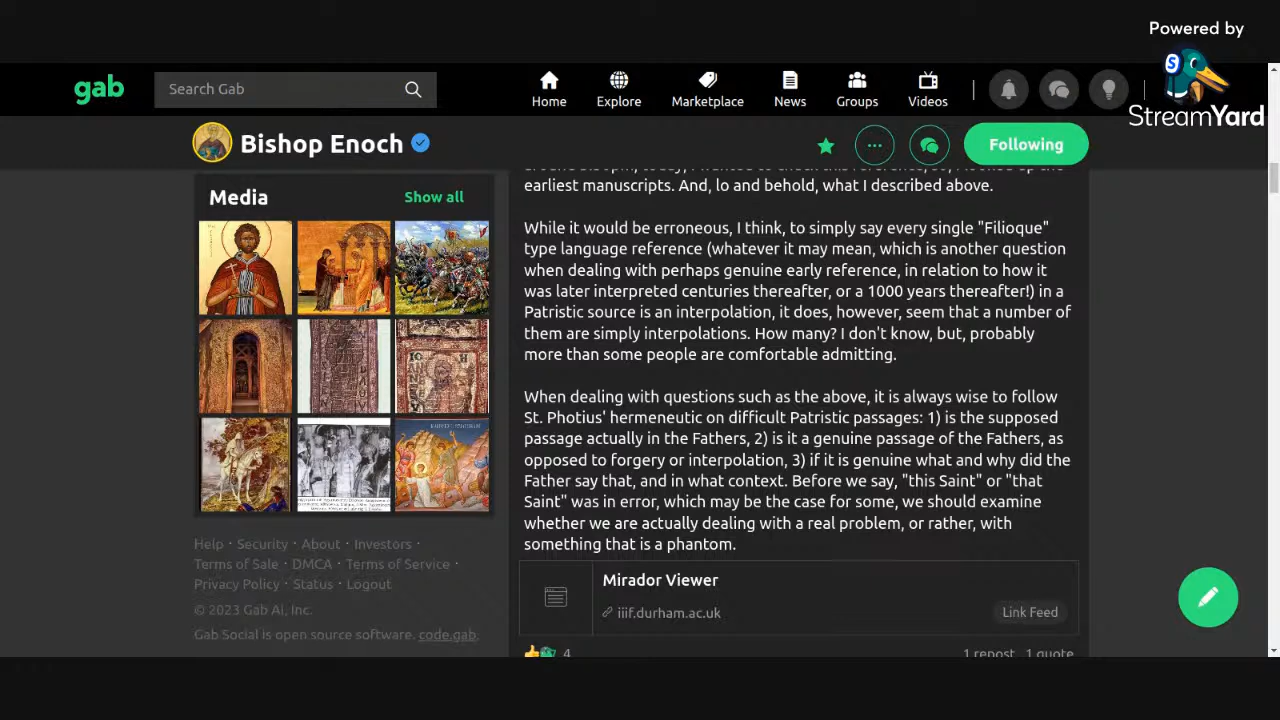 Powered by
StreamYard
gab
Search Gab
Home
Explore
Marketplace
News
Groups
Videos
Bishop Enoch
Following
Media
Show all
earliest manuscripts. And, lo and behold, what I described above.
While it would be erroneous, I think, to simply say every single "Filioque"
type language reference (whatever it may mean, which is another question
when dealing with perhaps genuine early reference, in relation to how it
was later interpreted centuries thereafter, or a 1000 years thereafter!) in a
Patristic source is an interpolation, it does, however, seem that a number of
them are simply interpolations. How many? I don't know, but, probably
more than some people are comfortable admitting.
When dealing with questions such as the above, it is always wise to follow
St. Photius' hermeneutic on difficult Patristic passages: 1) is the supposed
passage actually in the Fathers, 2) is it a genuine passage of the Fathers, as
opposed to forgery or interpolation, 3) if it is genuine what and why did the
Father say that, and in what context. Before we say, "this Saint" or "that
Saint" was in error, which may be the case for some, we should examine
whether we are actually dealing with a real problem, or rather, with
something that is a phantom.
Mirador Viewer
iiif.durham.ac.uk
Link Feed
4
1 repost 1 quote
Help · Security · About · Investors ·
Terms of Sale · DMCA · Terms of Service ·
Privacy Policy · Status · Logout
© 2023 Gab AI, Inc.
Gab Social is open source software. code.gab.